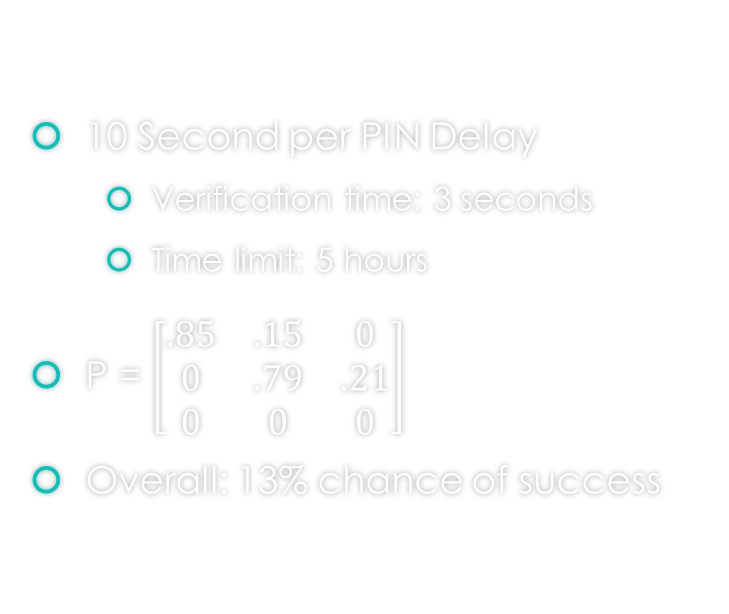 10 Second per PIN Delay
Verification time: 3 seconds
Time limit: 5 hours
P = [.85 .15 0
0 .79 .21
0 0 0]
Overall: 13% chance of success